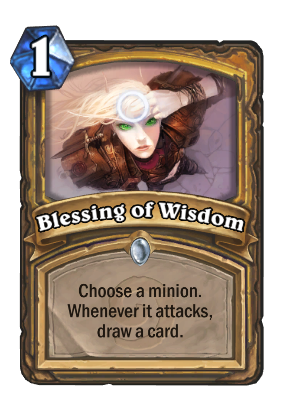 1
Blessing of Wisdom
Choose a minion.
Whenever it attacks,
draw a card.